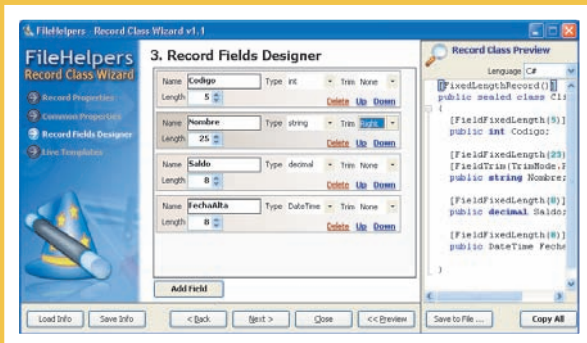 FileHelpers - Record Class Wizard v1.1
FileHelpers
Record Class Wizard
Record Properties
Common Properties
Record Fields Designer
Live Templates
3. Record Fields Designer
Name Codigo Type int Trim None
Length 5 Delete Up Down
Name Nombre Type string Trim Right
Length 25 Delete Up Down
Name Saldo Type decimal Trim None
Length 8 Delete Up Down
Name FechaAlta Type DateTime Trim None
Length 8 Delete Up Down
Add Field
Load Info Save Info < Back Next > Close << Preview
Record Class Preview
Language C#
[FixedLengthRecord()]
public sealed class Cli
{
[FieldFixedLength(5)]
public int Codigo;
[FieldFixedLength(25)
[FieldTrim(TrimMode.R
public string Nombre;
[FieldFixedLength(8)]
public decimal Saldo;
[FieldFixedLength(8)]
public DateTime Fecha
}
Save to File ... Copy All